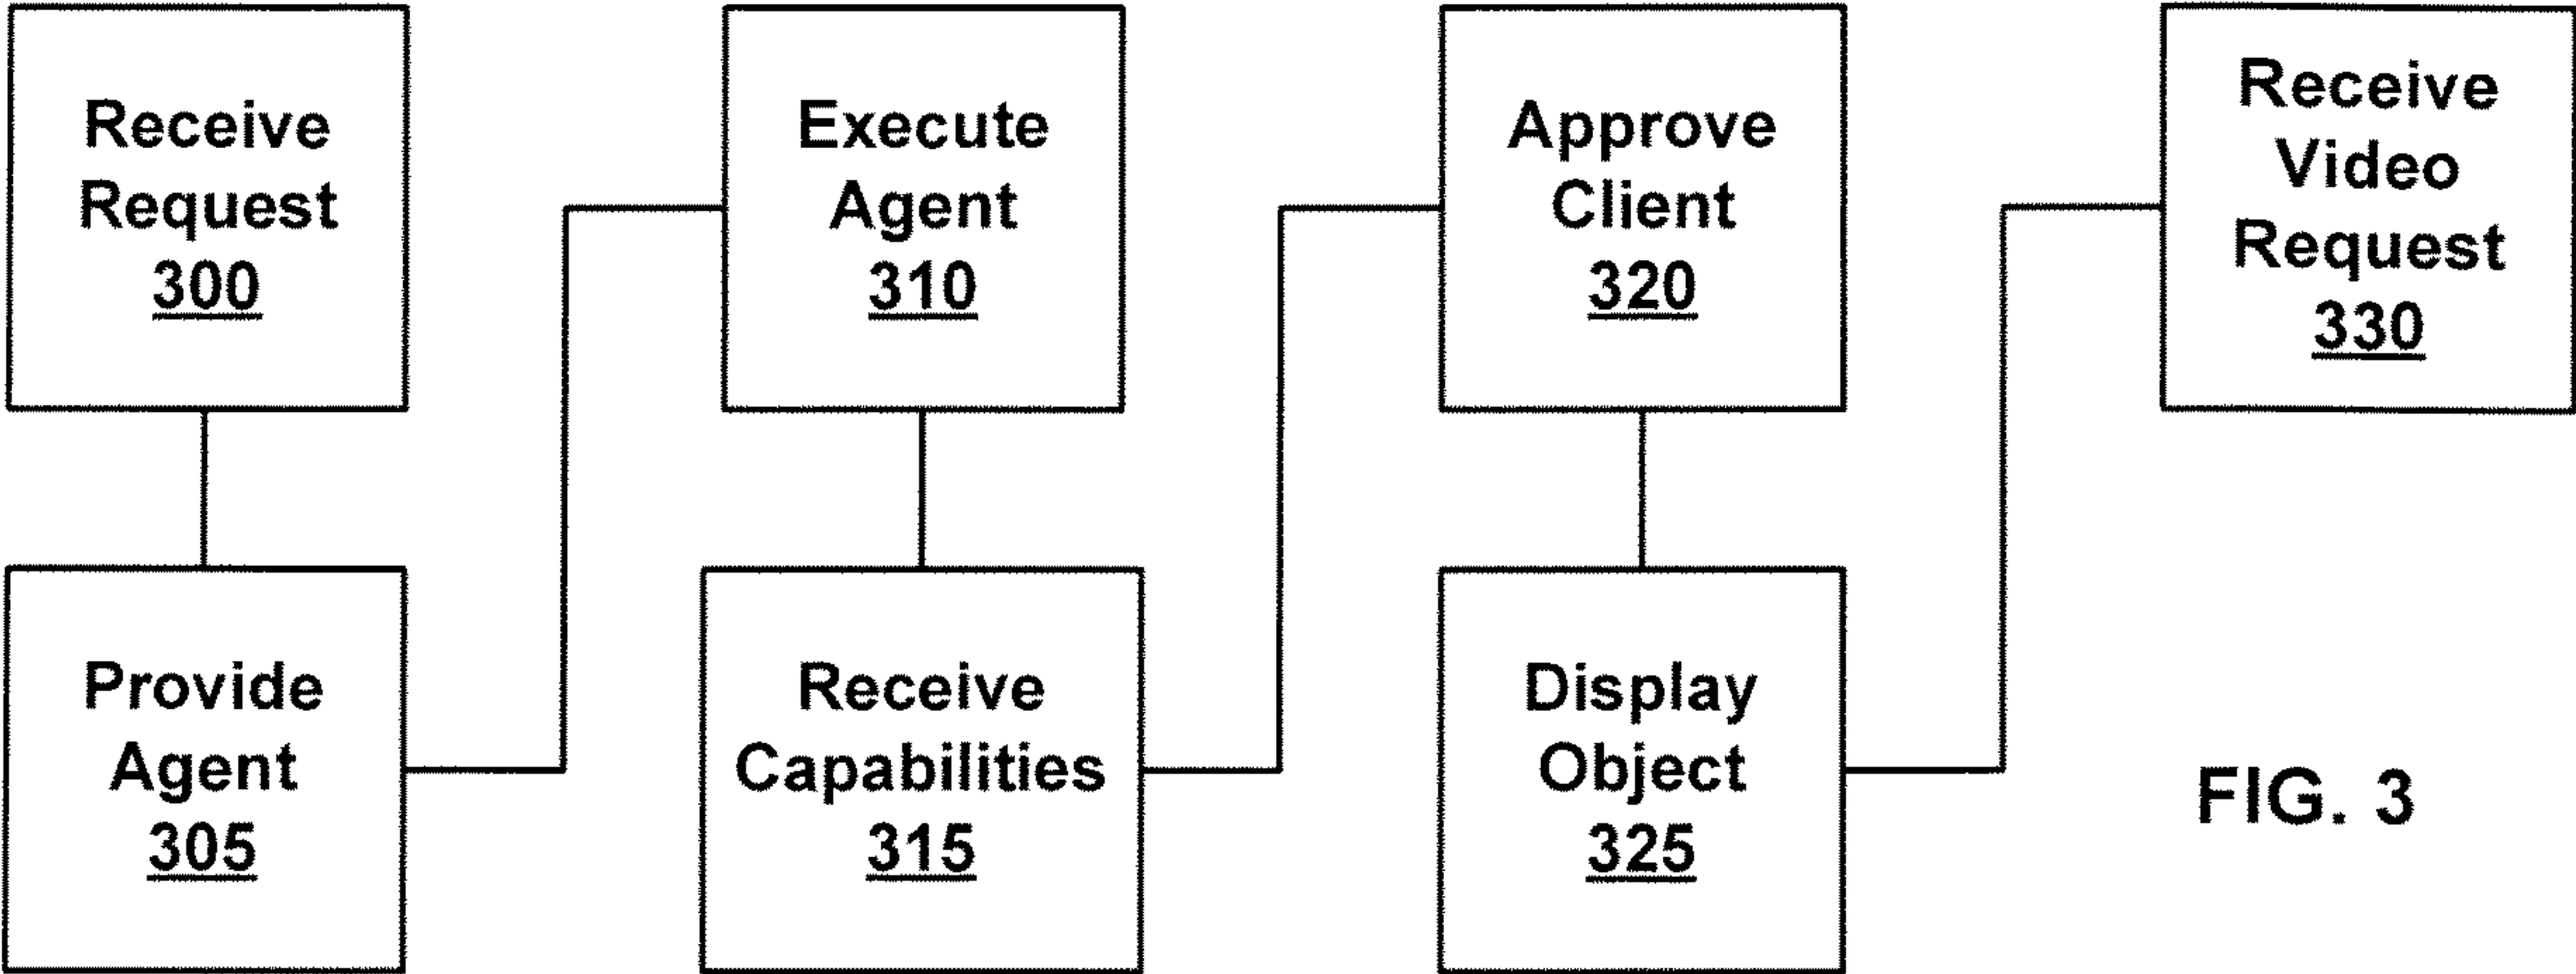 Receive
Request
300
Provide
Agent
305
Execute
Agent
310
Receive
Capabilities
315
Approve
Client
320
Display
Object
325
Receive
Video
Request
330
FIG. 3